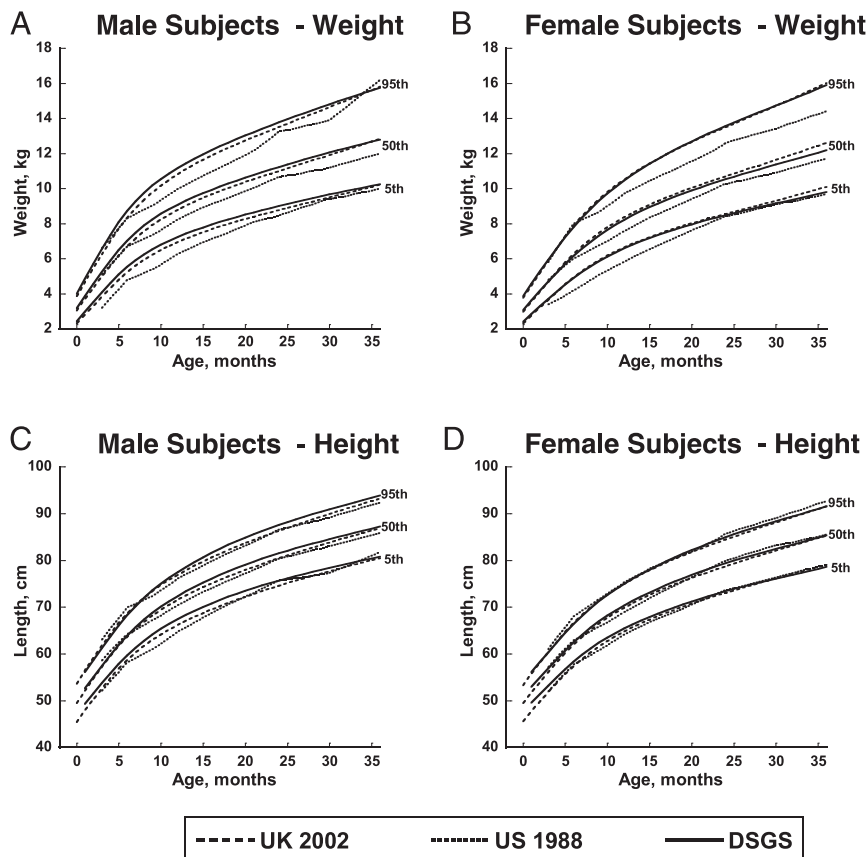 A
Male Subjects - Weight
Weight, kg
18
16
14
12
10
8
6
4
2
95th
50th
5th
0 5 10 15 20 25 30 35
Age, months
B
Female Subjects - Weight
Weight, kg
18
16
14
12
10
8
6
4
2
95th
50th
5th
0 5 10 15 20 25 30 35
Age, months
C
Male Subjects - Height
Length, cm
100
90
80
70
60
50
40
95th
50th
5th
0 5 10 15 20 25 30 35
Age, months
D
Female Subjects - Height
Length, cm
100
90
80
70
60
50
40
95th
50th
5th
0 5 10 15 20 25 30 35
Age, months
UK 2002 US 1988 DSGS